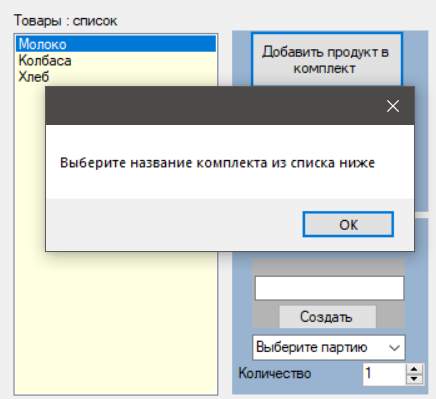 Товары : список
Молоко
Колбаса
Хлеб
Добавить продукт в
комплект
Выберите название комплекта из списка ниже
OK
Создать
Выберите партию
Количество
1